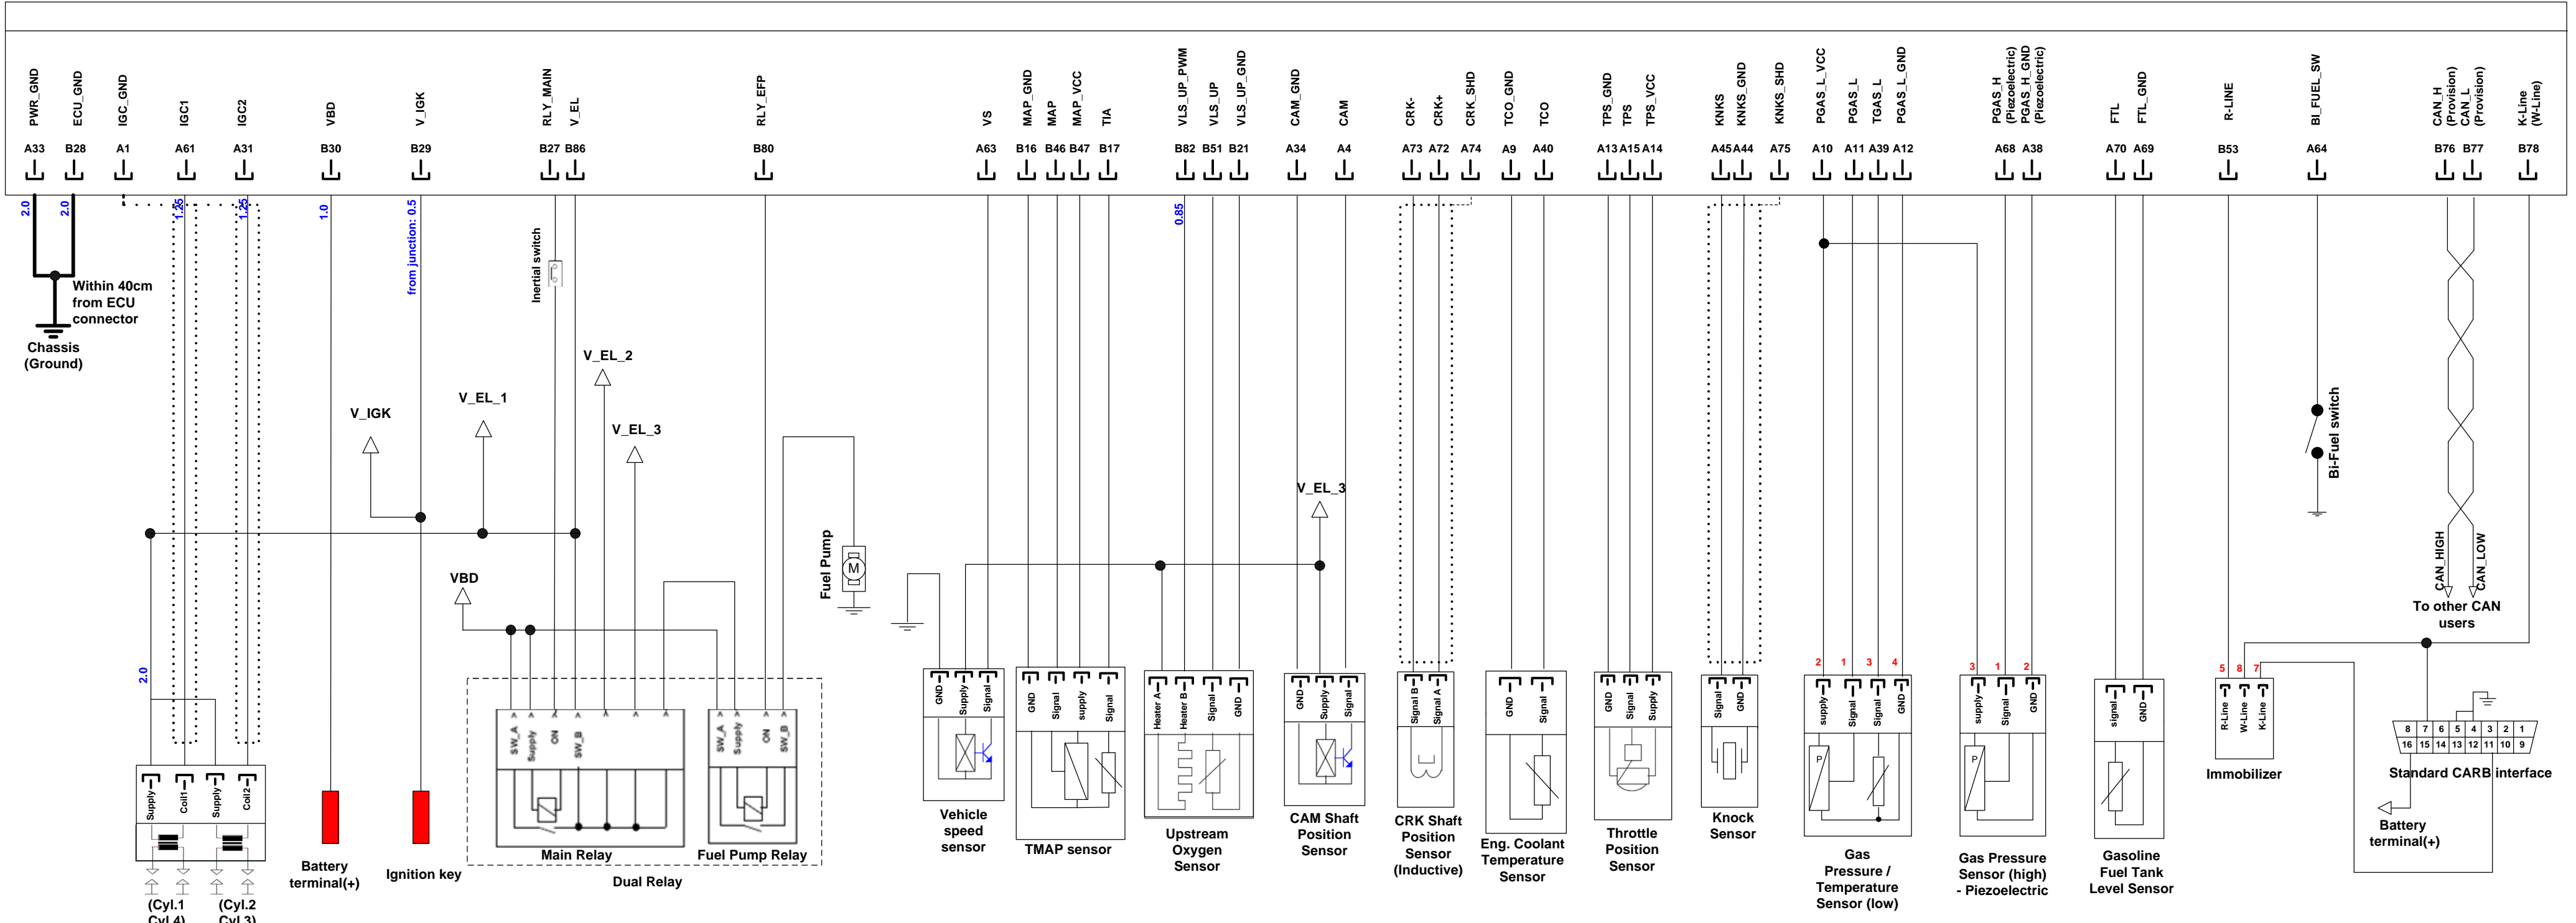 PWR_GND
ECU_GND
IGC_GND
IGC1
IGC2
VBD
V_IGK
RLY_MAIN
V_EL
RLY_EFP
VS
MAP_GND
MAP
MAP_VCC
TIA
VLS_UP_PWM
VLS_UP
VLS_UP_GND
CAM_GND
CAM
CRK-
CRK+
CRK_SHD
TCO_GND
TCO
TPS_GND
TPS
TPS_VCC
KNKS
KNKS_GND
KNKS_SHD
PGAS_L_VCC
PGAS_L
TGAS_L
PGAS_L_GND
PGAS_H
(Piezoelectric)
PGAS_H_GND
(Piezoelectric)
FTL
FTL_GND
R-LINE
BI_FUEL_SW
CAN_H
(Provision)
CAN_L
(Provision)
K-Line
(W-Line)
A33 B28 A1 A61 A31 B30 B29 B27 B86 B80 A63 B16 B46 B47 B17 B82 B51 B21 A34 A4 A73 A72 A74 A9 A40 A13 A15 A14 A45 A44 A75 A10 A11 A39 A12 A68 A38 A70 A69 B53 A64 B76 B77 B78
2.0
2.0
1.25
1.25
1.0
from junction: 0.5
0.85
Inertial switch
Within 40cm
from ECU
connector
Chassis
(Ground)
V_EL_2
V_EL_1
V_IGK
V_EL_3
V_EL_3
VBD
Fuel Pump
M
Bi-Fuel switch
CAN_HIGH
CAN_LOW
To other CAN
users
2.0
Supply
Coil1
Supply
Coil2
(Cyl.1
Cyl.4)
(Cyl.2
Cyl.3)
Battery
terminal(+)
Ignition key
SW_A
Supply
ON
SW_B
Main Relay
SW_A
Supply
ON
SW_B
Fuel Pump Relay
Dual Relay
GND
Supply
Signal
Vehicle
speed
sensor
GND
Signal
supply
Signal
TMAP sensor
Heater A
Heater B
Signal
GND
Upstream
Oxygen
Sensor
GND
Supply
Signal
CAM Shaft
Position
Sensor
Signal B
Signal A
CRK Shaft
Position
Sensor
(Inductive)
GND
Signal
Eng. Coolant
Temperature
Sensor
GND
Signal
Supply
Throttle
Position
Sensor
Signal
GND
Knock
Sensor
2 1 3 4
supply
Signal
Signal
GND
P
Gas
Pressure /
Temperature
Sensor (low)
3 1 2
supply
Signal
GND
P
Gas Pressure
Sensor (high)
- Piezoelectric
signal
GND
Gasoline
Fuel Tank
Level Sensor
5 8 7
R-Line
W-Line
K-Line
Immobilizer
8 7 6 5 4 3 2 1
16 15 14 13 12 11 10 9
Standard CARB interface
Battery
terminal(+)